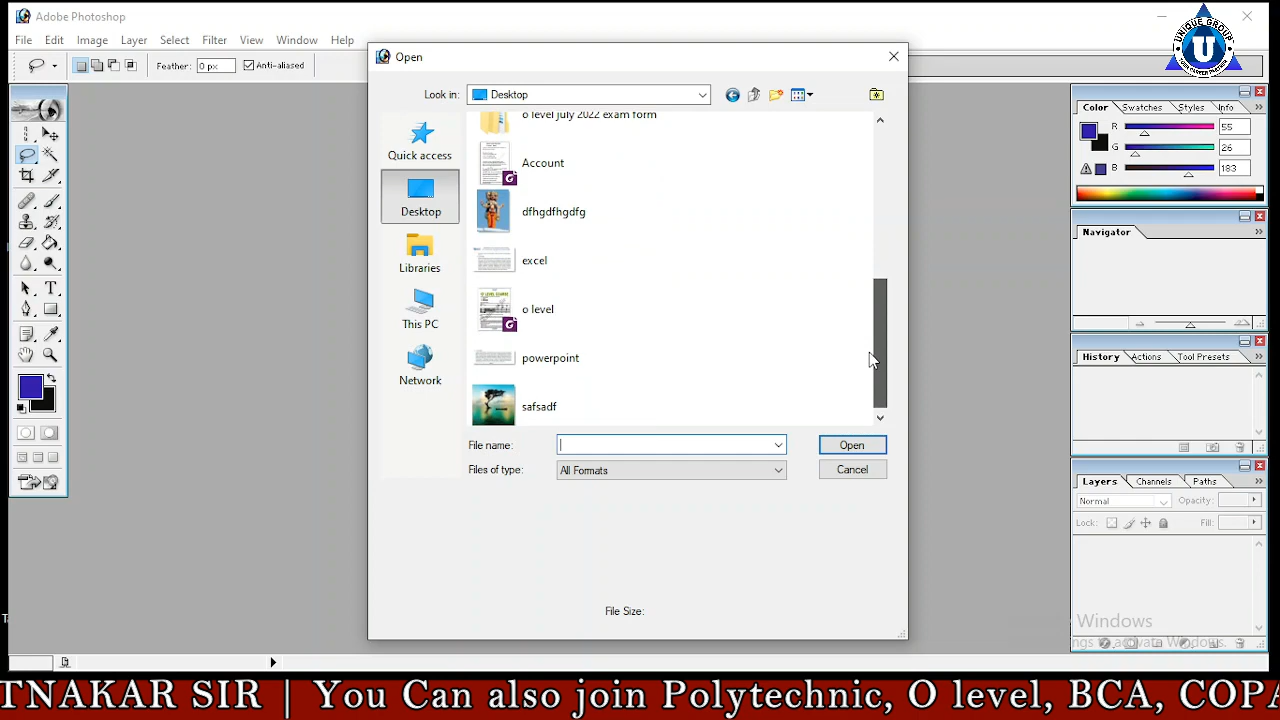 Adobe Photoshop
File Edit Image Layer Select Filter View Window Help
Feather: 0 px Anti-aliased
UNIQUE GROUP
U
Open
Look in: Desktop
Quick access
Desktop
Libraries
This PC
Network
o level july 2022 exam form
Account
dfhgdfhgdfg
excel
o level
powerpoint
safsadf
File name:
Open
Files of type: All Formats
Cancel
File Size:
Color Swatches Styles Info
R 55
G 26
B 183
Navigator
History Actions Tool Presets
Layers Channels Paths
Normal Opacity:
Lock: Fill:
Windows
TNAKAR SIR | You Can also join Polytechnic, O level, BCA, COPA